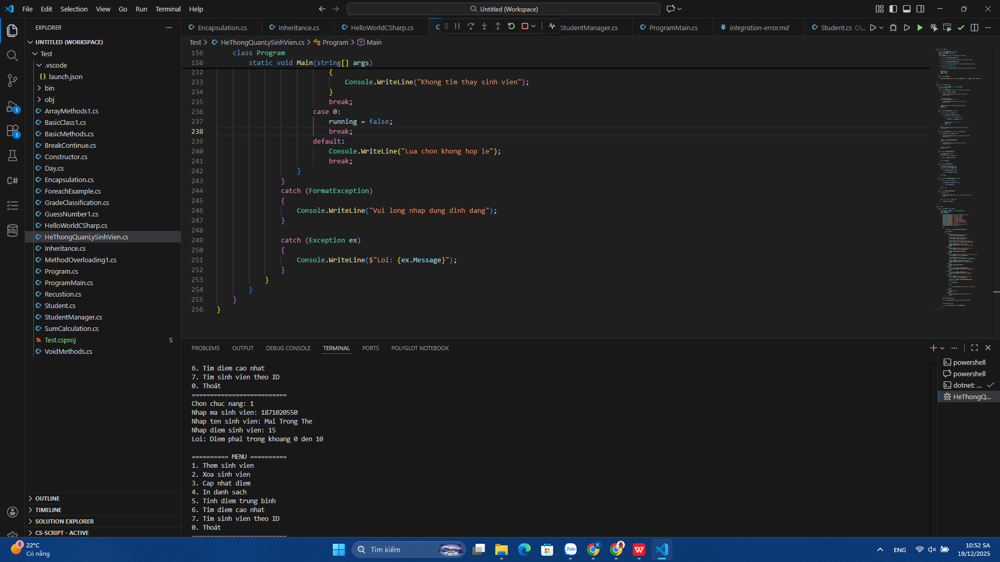 File Edit Selection View Go Run Terminal Help
Untitled (Workspace)
EXPLORER
Encapsulation.cs
Inheritance.cs
HelloWorldCSharp.cs
StudentManager.cs
ProgramMain.cs
integration-error.md
Student.cs C:\..
UNTITLED (WORKSPACE)
Test
.vscode
launch.json
bin
obj
ArrayMethods1.cs
BasicClass1.cs
BasicMethods.cs
BreakContinue.cs
Constructor.cs
Day.cs
Encapsulation.cs
ForeachExample.cs
GradeClassification.cs
GuessNumber1.cs
HelloWorldCSharp.cs
HeThongQuanLySinhVien.cs
Inheritance.cs
MethodOverloading1.cs
Program.cs
ProgramMain.cs
Recustion.cs
Student.cs
StudentManager.cs
SumCalculation.cs
Test.csproj S
VoidMethods.cs
OUTLINE
TIMELINE
SOLUTION EXPLORER
CS-SCRIPT - ACTIVE
1
1
C#
SQL
Test > HeThongQuanLySinhVien.cs > Program > Main
156 class Program
158 static void Main(string[] args)
232 {
233 Console.WriteLine("Khong tim thay sinh vien");
234 }
235 break;
236 case 0:
237 running = false;
238 break;
239 default:
240 Console.WriteLine("Lua chon khong hop le");
241 break;
242 }
243 }
244 catch (FormatException)
245 {
246 Console.WriteLine("Vui long nhap dung dinh dang");
247 }
248
249 catch (Exception ex)
250 {
251 Console.WriteLine($"Loi: {ex.Message}");
252 }
253 }
254 }
255 }
256 }
PROBLEMS OUTPUT DEBUG CONSOLE TERMINAL PORTS POLYGLOT NOTEBOOK
6. Tim diem cao nhat
7. Tim sinh vien theo ID
0. Thoát
==========================
Chon chuc nang: 1
Nhap ma sinh vien: 1871020550
Nhap ten sinh vien: Mai Trong The
Nhap diem sinh vien: 15
Loi: Diem phai trong khoang 0 den 10
========== MENU ==========
1. Them sinh vien
2. Xoa sinh vien
3. Cap nhat diem
4. In danh sach
5. Tinh diem trung binh
6. Tim diem cao nhat
7. Tim sinh vien theo ID
0. Thoát
==========================
powershell
powershell
dotnet: ...
HeThongQ...
8
22°C
Có nắng
Tìm kiếm
Zalo
K
ENG
10:52 SA
19/12/2025